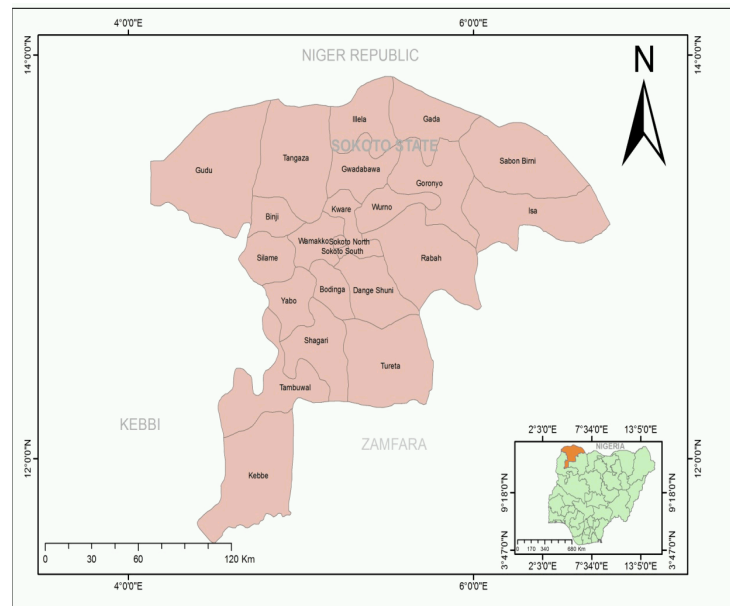 4°0'0"E
6°0'0"E
14°0'0"N
14°0'0"N
NIGER REPUBLIC
N
Illela
Gada
SOKOTO STATE
Tangaza
Sabon Birni
Gudu
Gwadabawa
Goronyo
Kware
Wurno
Isa
Binji
Wamakko
Sokoto North
Sokoto South
Silame
Rabah
Bodinga
Dange Shuni
Yabo
Shagari
Tureta
Tambuwal
KEBBI
ZAMFARA
12°0'0"N
12°0'0"N
Kebbe
2°3'0"E
7°34'0"E
13°5'0"E
NIGERIA
9°18'0"N
9°18'0"N
3°47'0"N
3°47'0"N
0 170 340 680 Km
2°3'0"E
7°34'0"E
13°5'0"E
0 30 60 120 Km
4°0'0"E
6°0'0"E